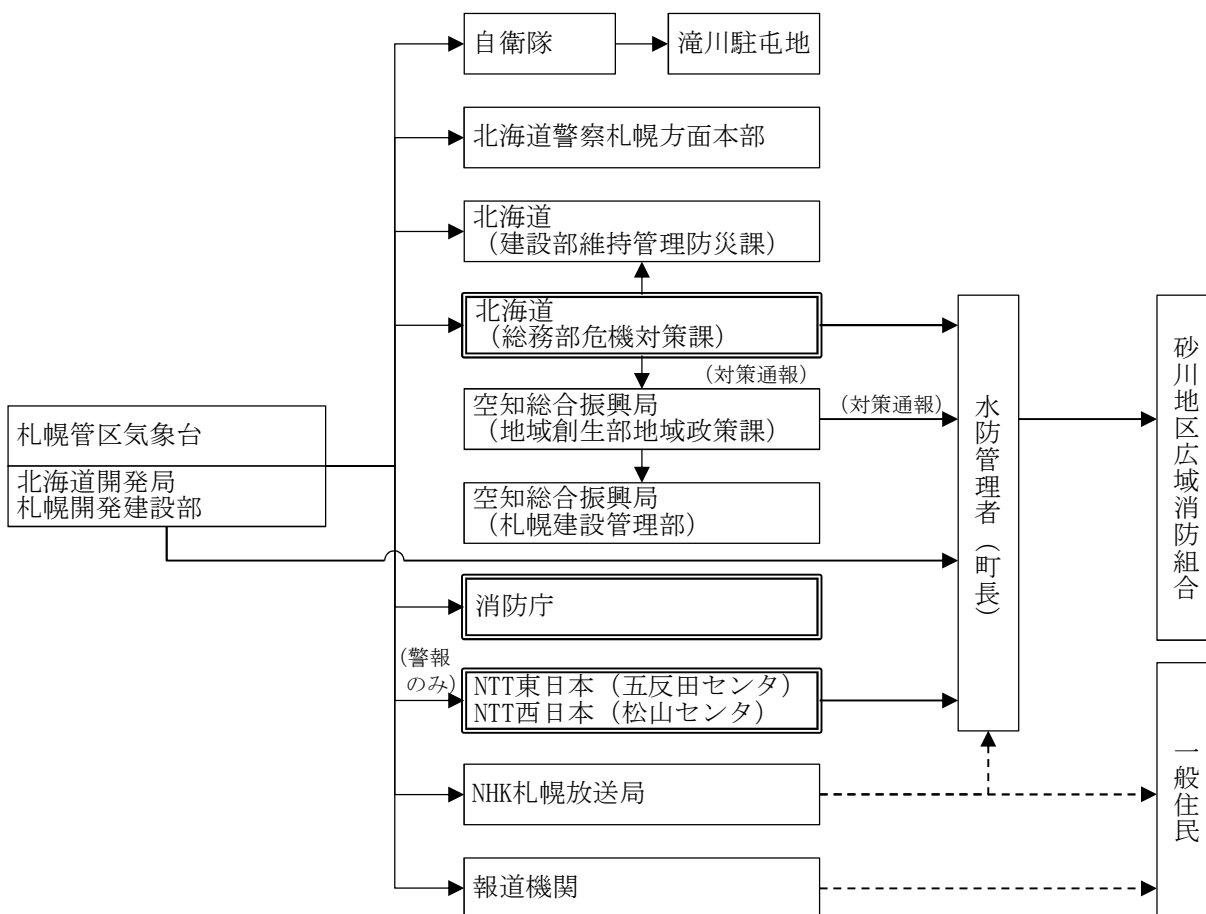 自衛隊
滝川駐屯地
北海道警察札幌方面本部
北海道
（建設部維持管理防災課）
北海道
（総務部危機対策課）
(対策通報)
空知総合振興局
（地域創生部地域政策課）
(対策通報)
空知総合振興局
（札幌建設管理部）
札幌管区気象台
北海道開発局
札幌開発建設部
消防庁
(警報
のみ)
NTT東日本（五反田センタ）
NTT西日本（松山センタ）
NHK札幌放送局
報道機関
水防管理者（町長）
砂川地区広域消防組合
一般住民